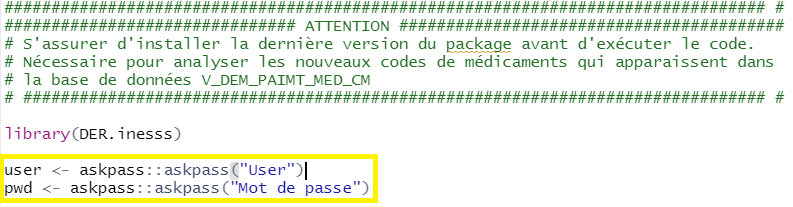 ################################################################################ #
############################### ATTENTION #########################################
# S'assurer d'installer la dernière version du package avant d'exécuter le code.
# Nécessaire pour analyser les nouveaux codes de médicaments qui apparaissent dans
# la base de données V_DEM_PAIMT_MED_CM
# ############################################################################## #
library(DER.inesss)
user <- askpass::askpass("User")
pwd <- askpass::askpass("Mot de passe")